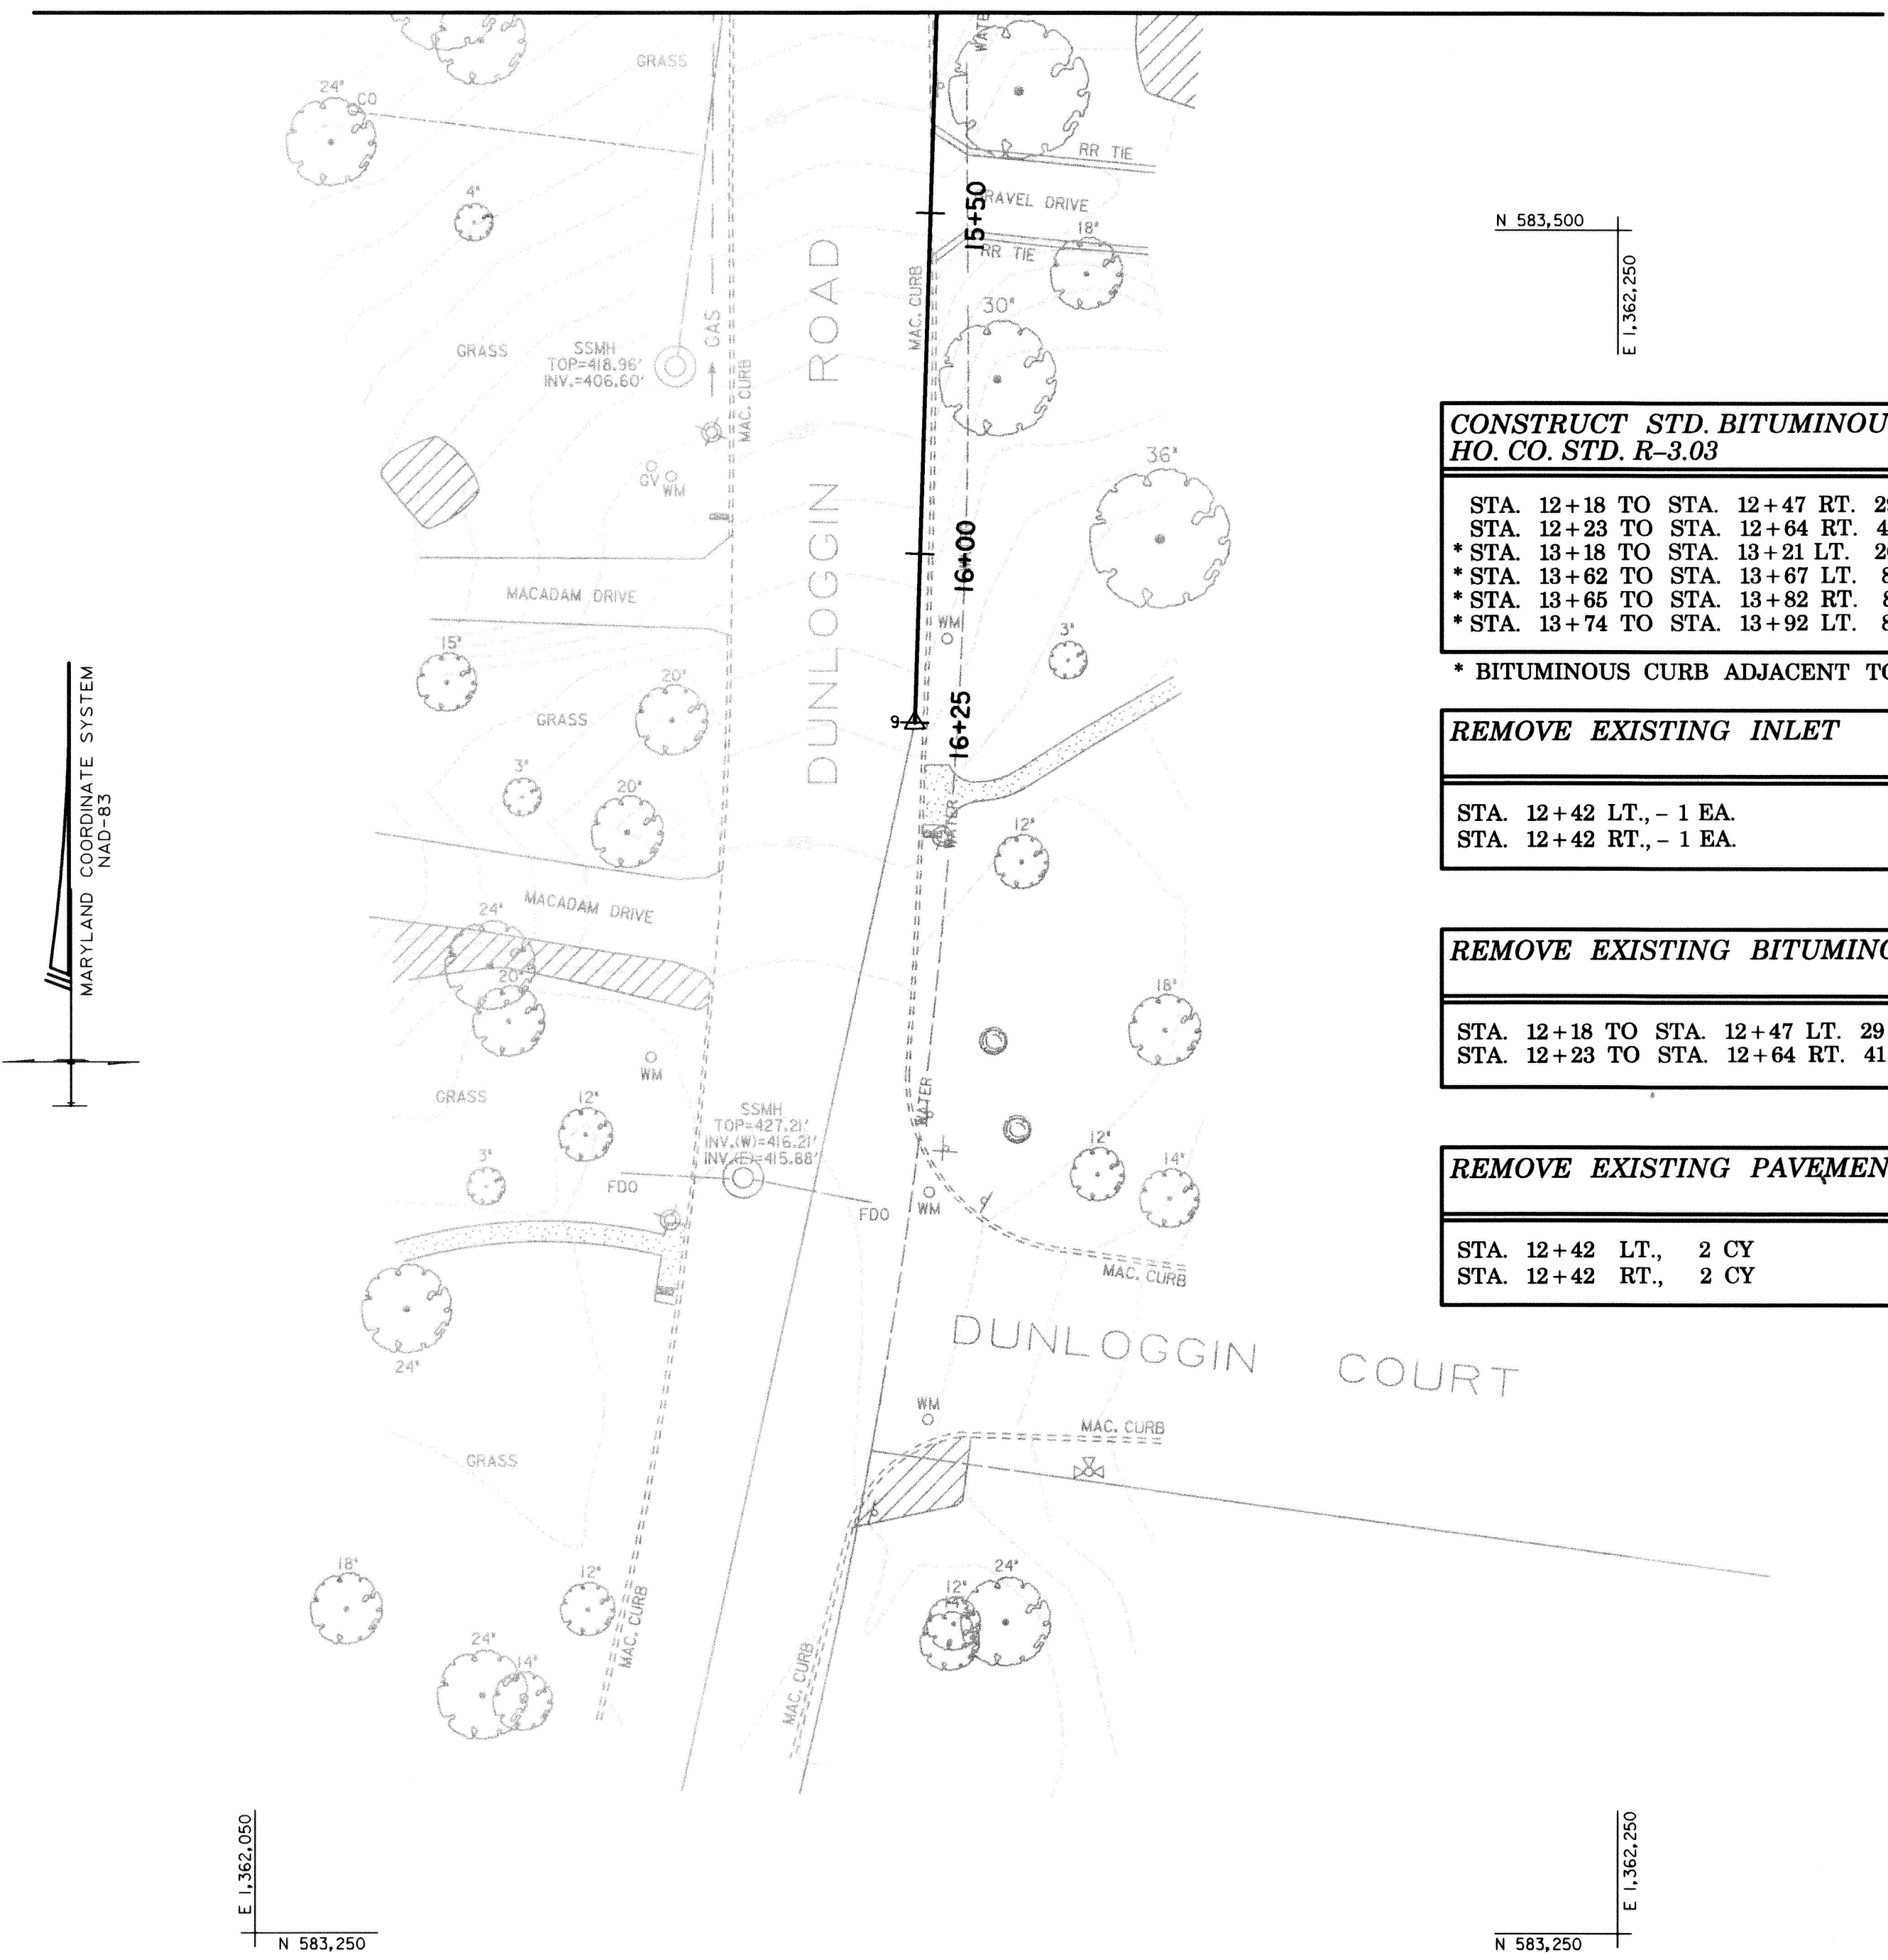 GRASS
24"
CO
4"
RR TIE
15+50
RAVEL DRIVE
18"
RR TIE
N 583,500
E 1,362,250
MAC. CURB
30"
GAS
GRASS
SSMH
TOP=418.96'
INV.=406.60'
MAC. CURB
DUNLOGGIN ROAD
36"
GV
WM
16+00
MACADAM DRIVE
WM
3"
15"
20"
GRASS
9
16+25
3"
20"
WATER
12"
MACADAM DRIVE
24"
20"
18"
WM
GRASS
12"
WATER
SSMH
TOP=427.21'
INV.(W)=416.21'
INV.(E)=415.88'
12"
14"
3"
FDO
FDO
WM
MAC. CURB
24"
DUNLOGGIN COURT
WM
MAC. CURB
GRASS
18"
12"
12"
24"
MAC. CURB
24"
14"
MAC. CURB
MARYLAND COORDINATE SYSTEM
NAD-83
CONSTRUCT STD. BITUMINOU
HO. CO. STD. R-3.03
STA. 12+18 TO STA. 12+47 RT. 2
STA. 12+23 TO STA. 12+64 RT. 4
* STA. 13+18 TO STA. 13+21 LT. 2
* STA. 13+62 TO STA. 13+67 LT. 8
* STA. 13+65 TO STA. 13+82 RT. 8
* STA. 13+74 TO STA. 13+92 LT. 8
* BITUMINOUS CURB ADJACENT TO
REMOVE EXISTING INLET
STA. 12+42 LT.,- 1 EA.
STA. 12+42 RT.,- 1 EA.
REMOVE EXISTING BITUMINO
STA. 12+18 TO STA. 12+47 LT. 29
STA. 12+23 TO STA. 12+64 RT. 41
REMOVE EXISTING PAVEMEN
STA. 12+42 LT., 2 CY
STA. 12+42 RT., 2 CY
E 1,362,050
N 583,250
E 1,362,250
N 583,250